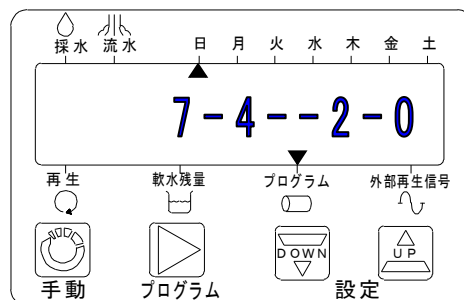 採水 流水 日 月 火 水 木 金 土
7-4--2-0
再生 軟水残量 プログラム 外部再生信号
DOWN UP
手動 プログラム 設定